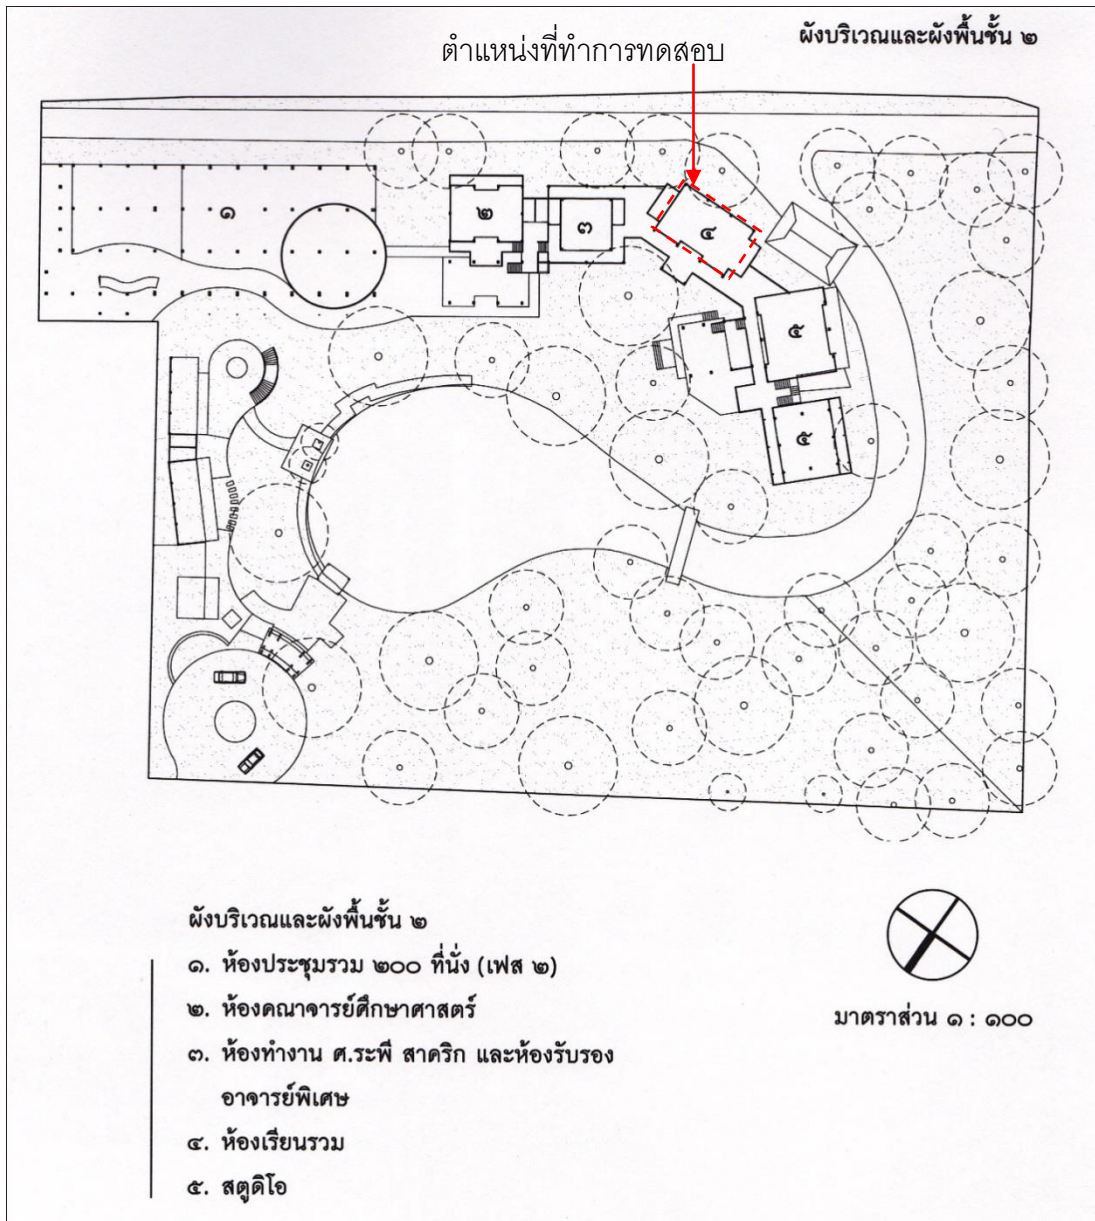 ผังบริเวณและผังพื้นชั้น ๒
ตำแหน่งที่ทำการทดสอบ
๑
๒
๓
๔
๕
๕
ผังบริเวณและผังพื้นชั้น ๒
๑. ห้องประชุมรวม ๒๐๐ ที่นั่ง (เฟส ๒)
๒. ห้องคณาจารย์ศึกษาศาสตร์
๓. ห้องทำงาน ศ.ระพี สาคริก และห้องรับรอง
อาจารย์พิเศษ
๔. ห้องเรียนรวม
๕. สตูดิโอ
มาตราส่วน ๑ : ๑๐๐